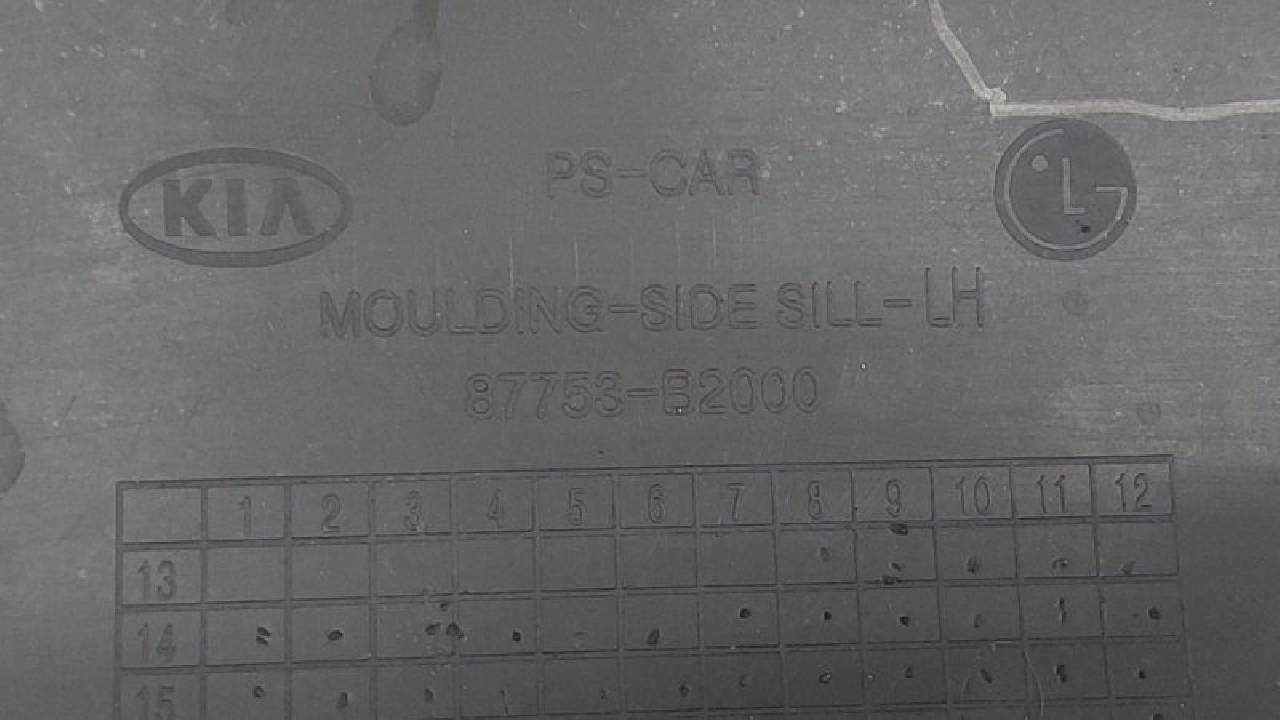 KIA
PS-CAR
LG
MOULDING-SIDE SILL-LH
87753-B2000
1 2 3 4 5 6 7 8 9 10 11 12
13
14
15